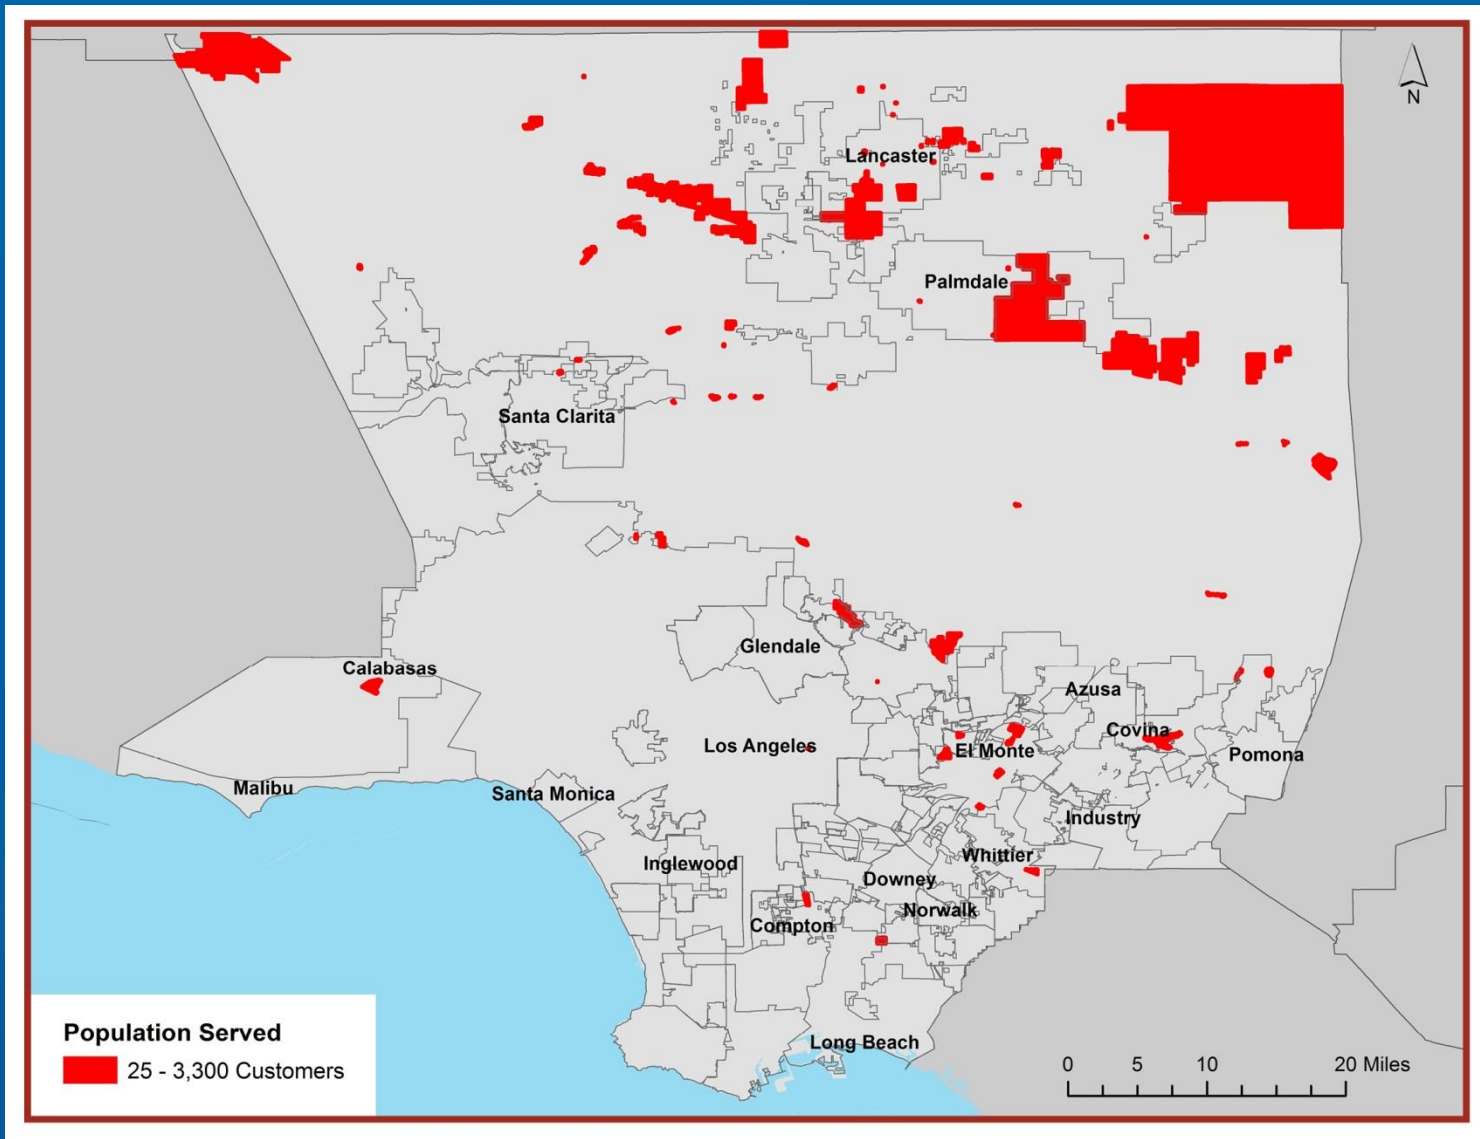 N
Lancaster
Palmdale
Santa Clarita
Glendale
Calabasas
Azusa
Covina
Los Angeles
El Monte
Pomona
Malibu
Santa Monica
Industry
Whittier
Inglewood
Downey
Norwalk
Compton
Long Beach
Population Served
25 - 3,300 Customers
0 5 10 20 Miles